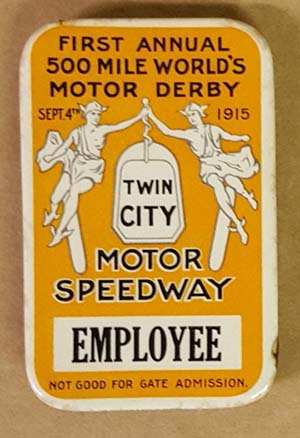 FIRST ANNUAL
500 MILE WORLD'S
MOTOR DERBY
SEPT. 4TH 1915
TWIN
CITY
MOTOR
SPEEDWAY
EMPLOYEE
NOT GOOD FOR GATE ADMISSION.